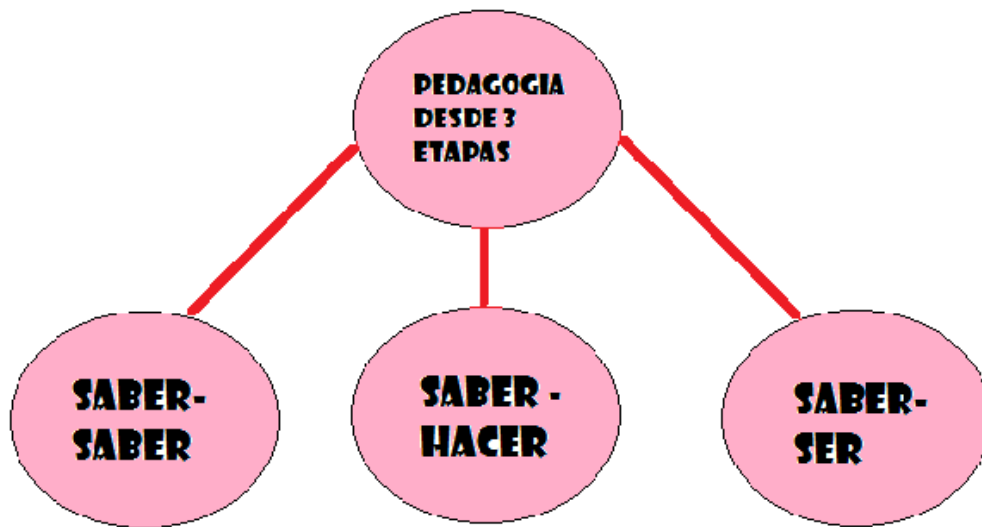 PEDAGOGIA
DESDE 3
ETAPAS
SABER-
SABER
SABER -
HACER
SABER-
SER